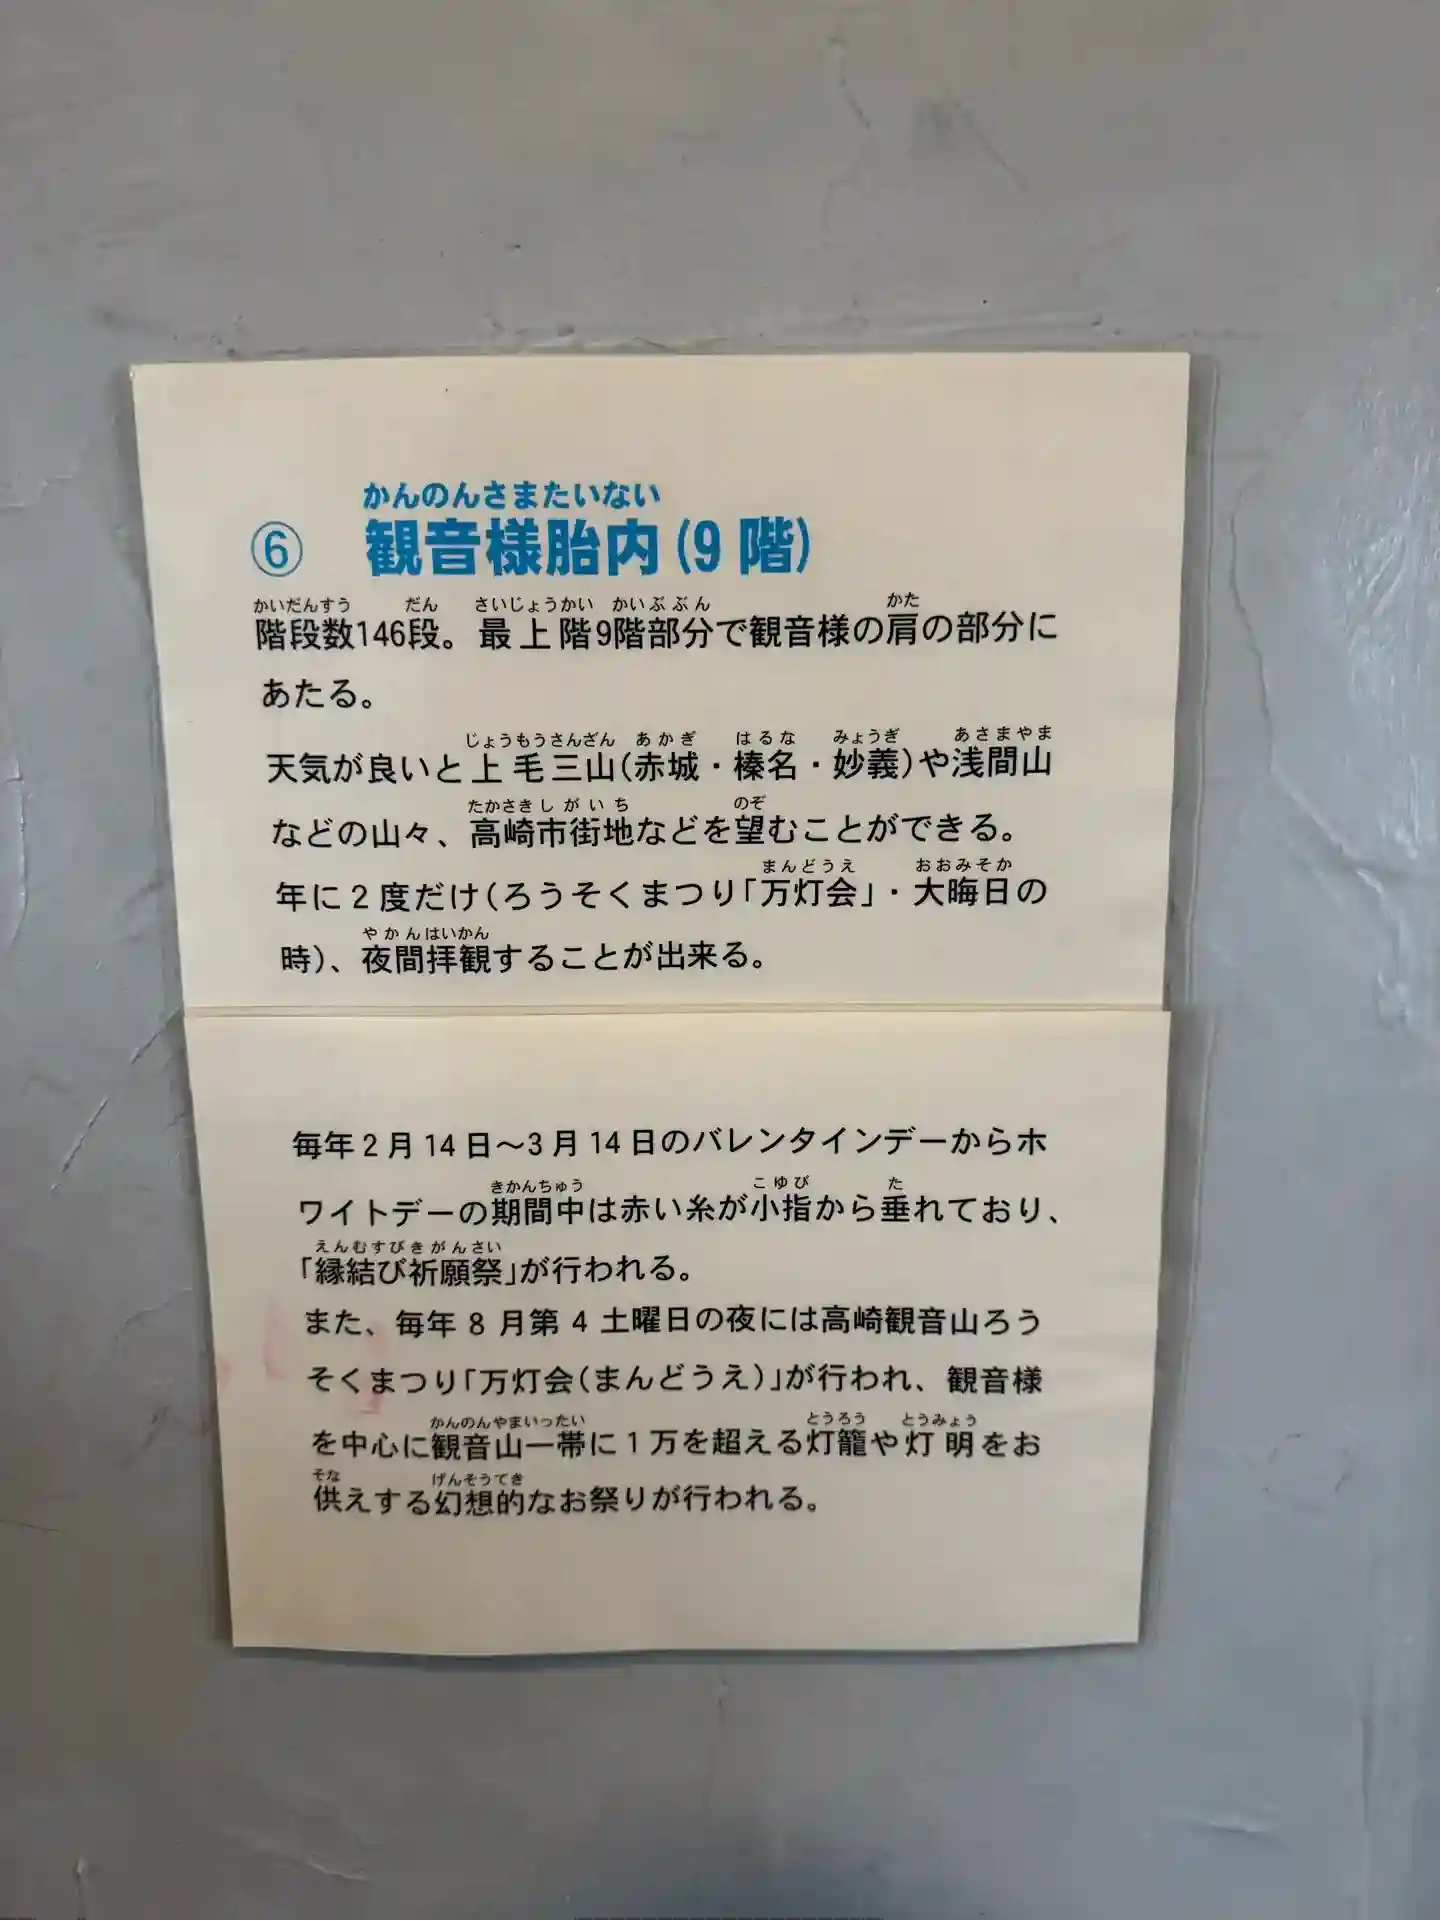 かんのんさまたいない
⑥ 観音様胎内(9階)
かいだんすう だん さいじょうかい かいぶぶん かた
階段数146段。最上階9階部分で観音様の肩の部分に
あたる。
じょうもうさんざん あかぎ はるな みょうぎ あさまやま
天気が良いと上毛三山(赤城・榛名・妙義)や浅間山
たかさきしがいち のぞ
などの山々、高崎市街地などを望むことができる。
まんどうえ おおみそか
年に2度だけ(ろうそくまつり「万灯会」・大晦日の
やかんはいかん
時)、夜間拝観することが出来る。
毎年2月14日～3月14日のバレンタインデーからホ
きかんちゅう こゆび た
ワイトデーの期間中は赤い糸が小指から垂れており、
えんむすびきがんさい
「縁結び祈願祭」が行われる。
また、毎年8月第4土曜日の夜には高崎観音山ろう
そくまつり「万灯会(まんどうえ)」が行われ、観音様
かんのんやまいったい とうろう とうみょう
を中心に観音山一帯に1万を超える灯籠や灯明をお
そな げんそうてき
供えする幻想的なお祭りが行われる。